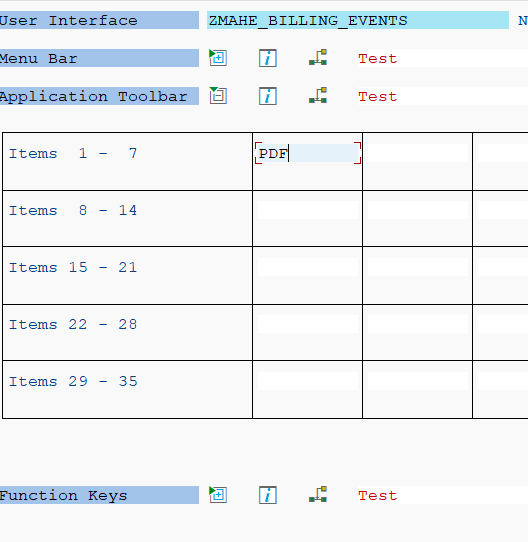 User Interface ZMAHE_BILLING_EVENTS N
Menu Bar Test
Application Toolbar Test
Items 1 - 7 PDF
Items 8 - 14
Items 15 - 21
Items 22 - 28
Items 29 - 35
Function Keys Test